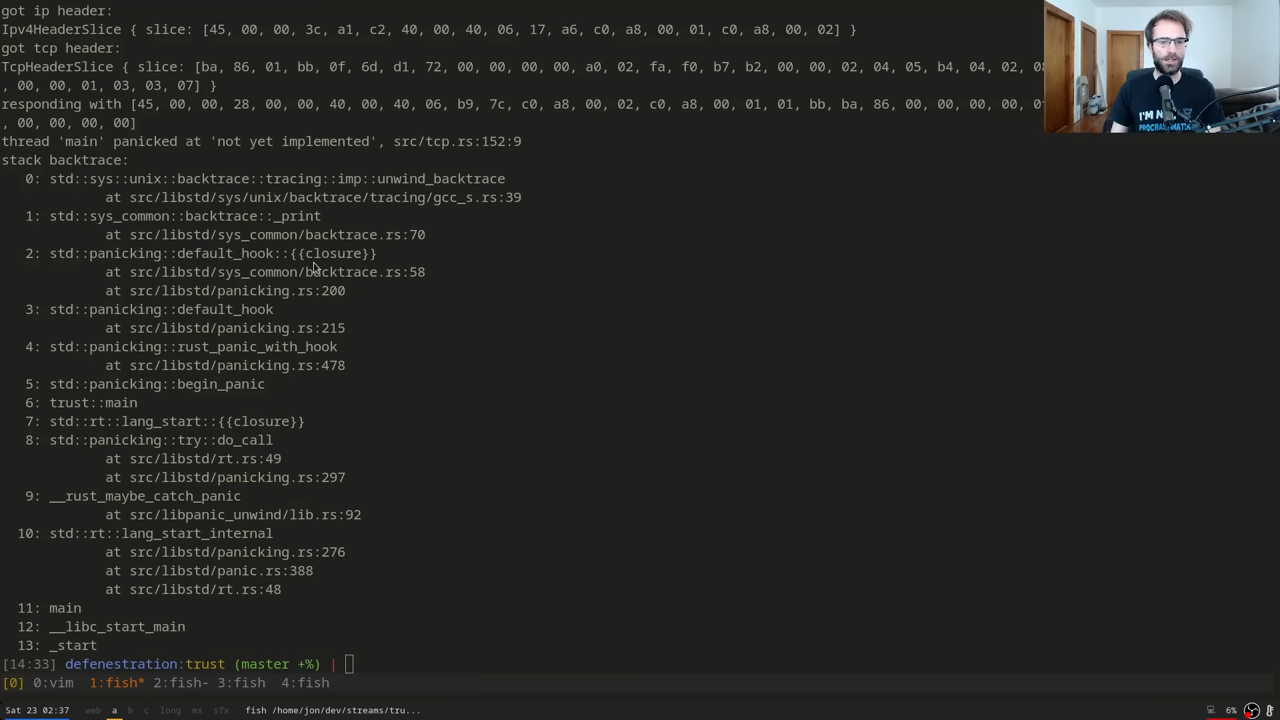 got ip header:
Ipv4HeaderSlice { slice: [45, 00, 00, 3c, a1, c2, 40, 00, 40, 06, 17, a6, c0, a8, 00, 01, c0, a8, 00, 02] }
got tcp header:
TcpHeaderSlice { slice: [ba, 86, 01, bb, 0f, 6d, d1, 72, 00, 00, 00, 00, a0, 02, fa, f0, b7, b2, 00, 00, 02, 04, 05, b4, 04, 02,
, 00, 00, 01, 03, 03, 07] }
responding with [45, 00, 00, 28, 00, 00, 40, 00, 40, 06, b9, 7c, c0, a8, 00, 02, c0, a8, 00, 01, 01, bb, ba, 86, 00, 00, 00, 00,
, 00, 00, 00, 00]
thread 'main' panicked at 'not yet implemented', src/tcp.rs:152:9
stack backtrace:
0: std::sys::unix::backtrace::tracing::imp::unwind_backtrace
at src/libstd/sys/unix/backtrace/tracing/gcc_s.rs:39
1: std::sys_common::backtrace::_print
at src/libstd/sys_common/backtrace.rs:70
2: std::panicking::default_hook::{{closure}}
at src/libstd/sys_common/backtrace.rs:58
at src/libstd/panicking.rs:200
3: std::panicking::default_hook
at src/libstd/panicking.rs:215
4: std::panicking::rust_panic_with_hook
at src/libstd/panicking.rs:478
5: std::panicking::begin_panic
6: trust::main
7: std::rt::lang_start::{{closure}}
8: std::panicking::try::do_call
at src/libstd/rt.rs:49
at src/libstd/panicking.rs:297
9: __rust_maybe_catch_panic
at src/libpanic_unwind/lib.rs:92
10: std::rt::lang_start_internal
at src/libstd/panicking.rs:276
at src/libstd/panic.rs:388
at src/libstd/rt.rs:48
11: main
12: __libc_start_main
13: _start
[14:33] defenestration:trust (master +%) |
[0] 0:vim 1:fish* 2:fish- 3:fish 4:fish
Sat 23 02:37 web a b c long mx sfx fish /home/jon/dev/streams/tru... 6%
I'M N